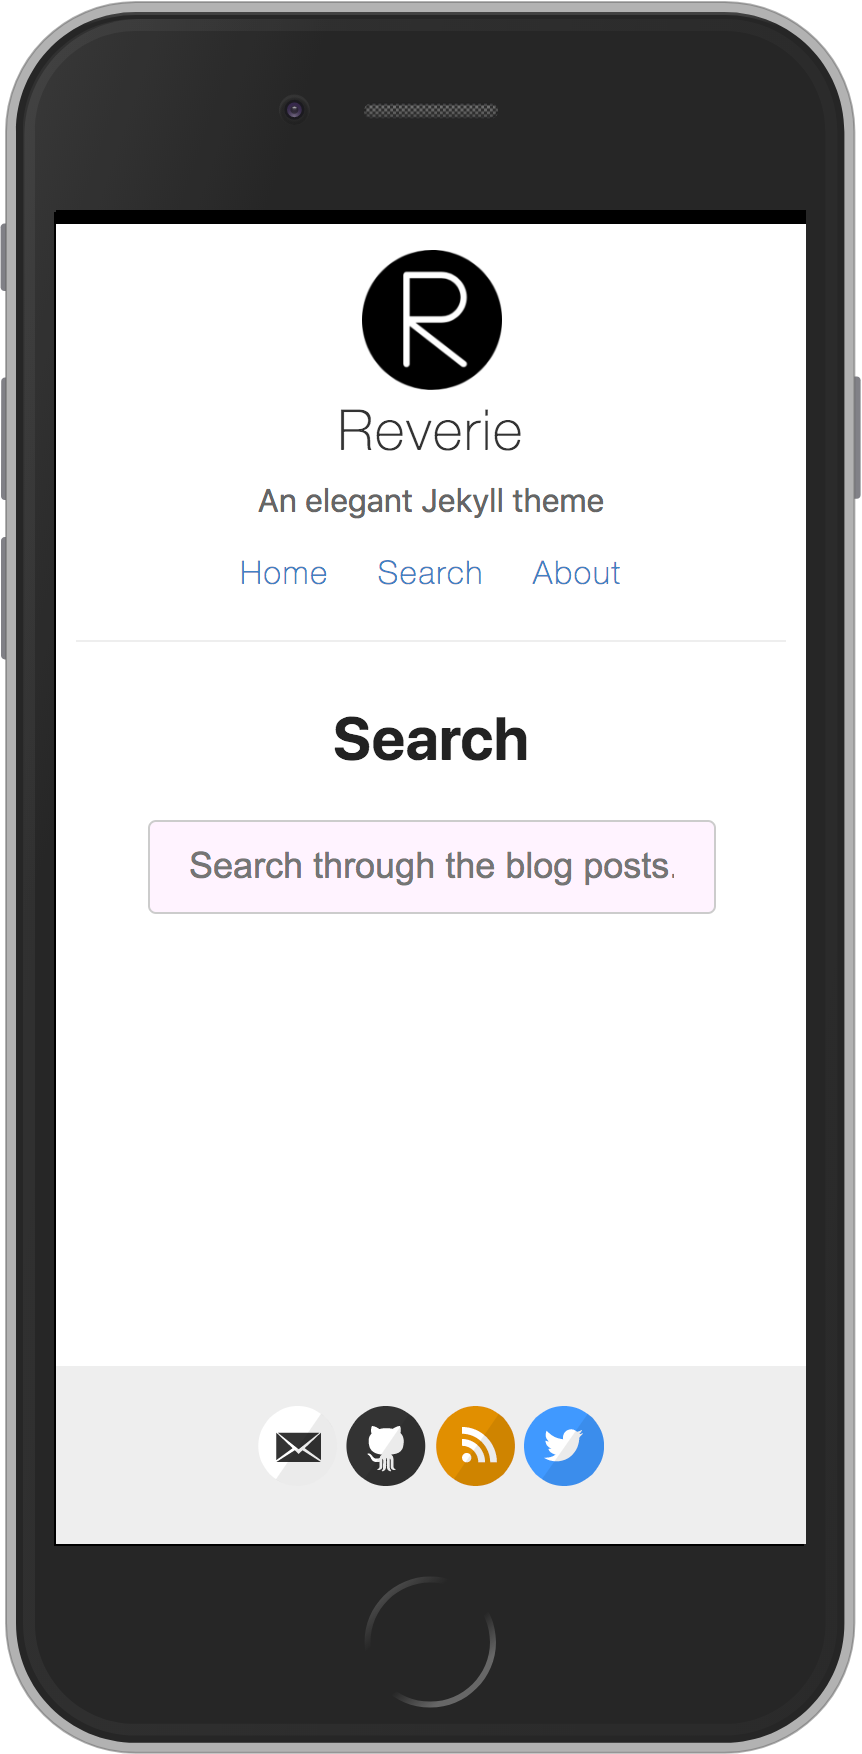 R
Reverie
An elegant Jekyll theme
Home Search About
Search
Search through the blog posts.